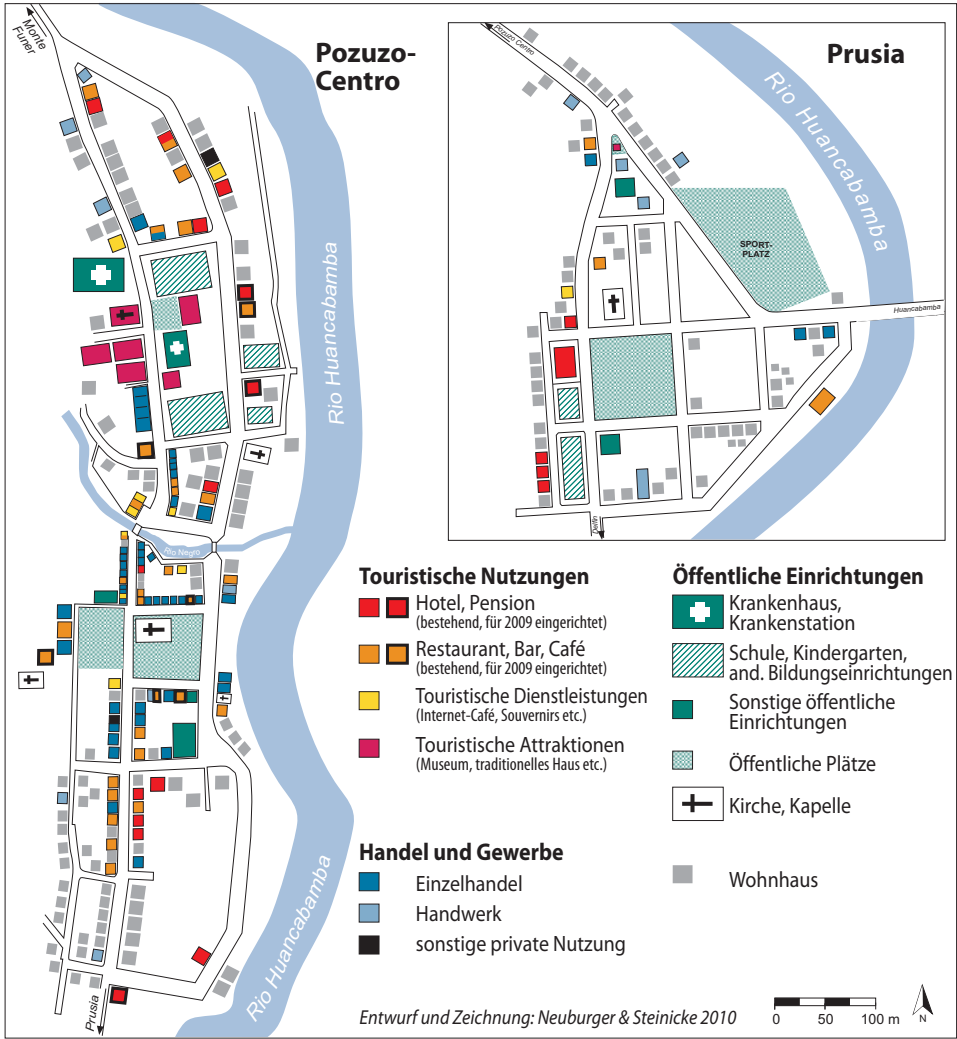 Monte
Funer
Pozuzo-
Centro
Rio Huancabamba
Rio Negro
Rio Huancabamba
Prusia
Pozuzo Centro
Prusia
Rio Huancabamba
SPORT-
PLATZ
Huancabamba
Delfin
Touristische Nutzungen
Hotel, Pension
(bestehend, für 2009 eingerichtet)
Restaurant, Bar, Café
(bestehend, für 2009 eingerichtet)
Touristische Dienstleistungen
(Internet-Café, Souvernirs etc.)
Touristische Attraktionen
(Museum, traditionelles Haus etc.)
Handel und Gewerbe
Einzelhandel
Handwerk
sonstige private Nutzung
Öffentliche Einrichtungen
Krankenhaus,
Krankenstation
Schule, Kindergarten,
and. Bildungseinrichtungen
Sonstige öffentliche
Einrichtungen
Öffentliche Plätze
Kirche, Kapelle
Wohnhaus
Entwurf und Zeichnung: Neuburger & Steinicke 2010
0 50 100 m
N